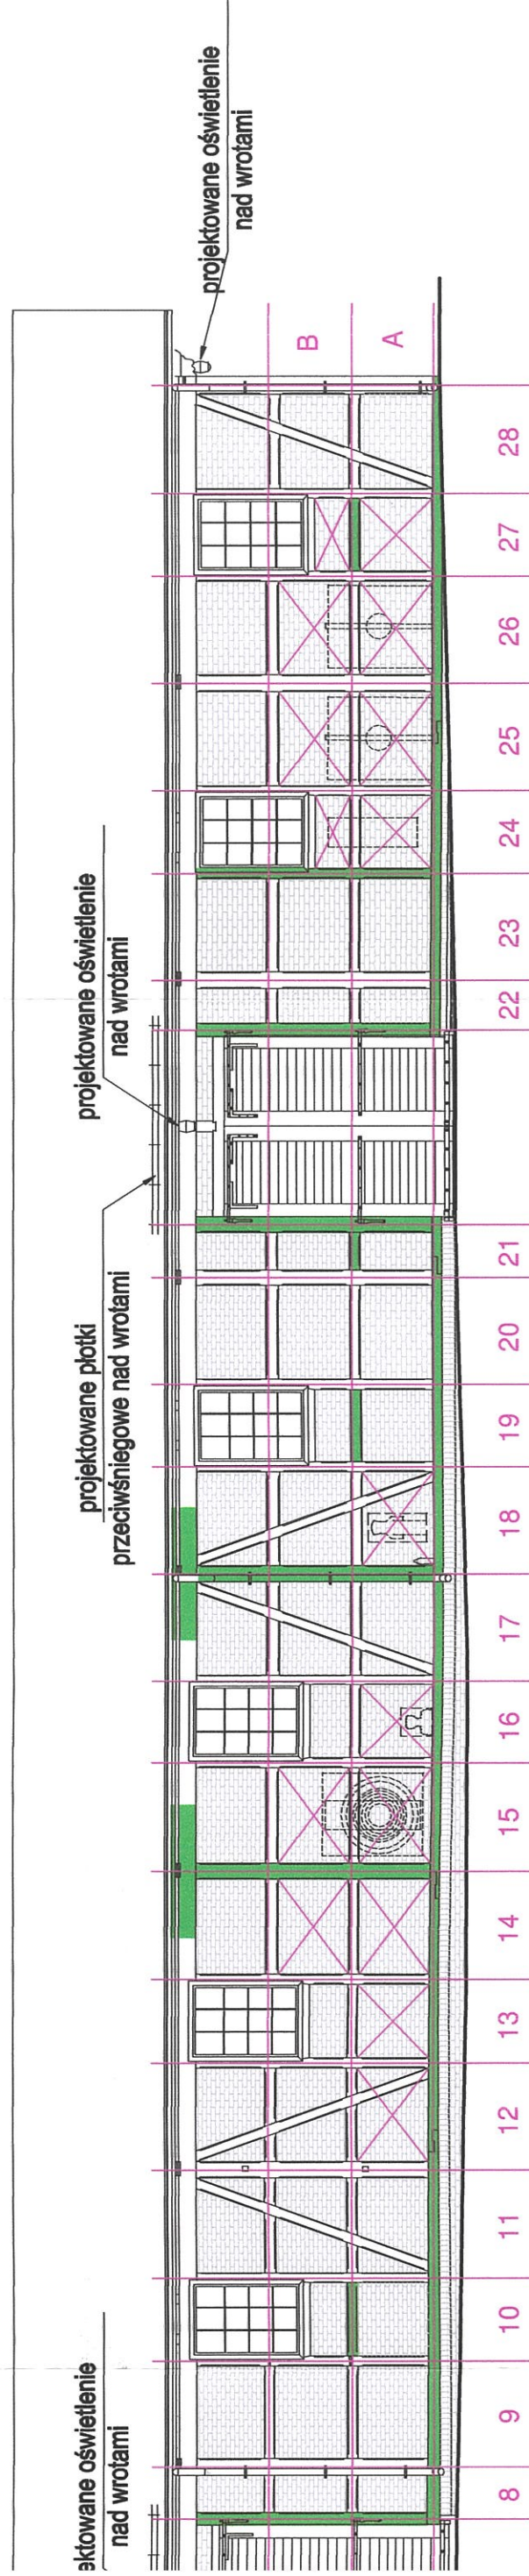 ektowane oświetlenie
nad wrotami
projektowane płotki
przeciwśniegowe nad wrotami
projektowane oświetlenie
nad wrotami
projektowane oświetlenie
nad wrotami
B
A
8 9 10 11 12 13 14 15 16 17 18 19 20 21 22 23 24 25 26 27 28